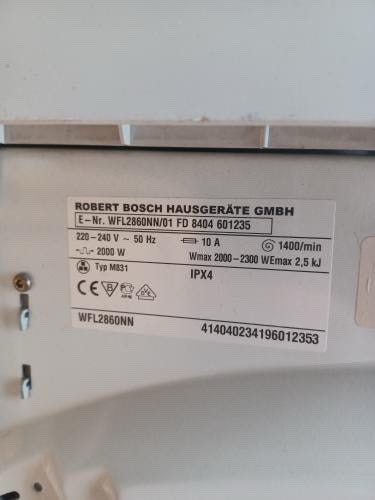 ROBERT BOSCH HAUSGERÄTE GMBH
E-Nr. WFL2860NN/01 FD 8404 601235
220-240 V ~ 50 Hz 10 A 1400/min
2000 W Wmax 2000-2300 WEmax 2,5 kJ
Typ M831 IPX4
CE
WFL2860NN 414040234196012353